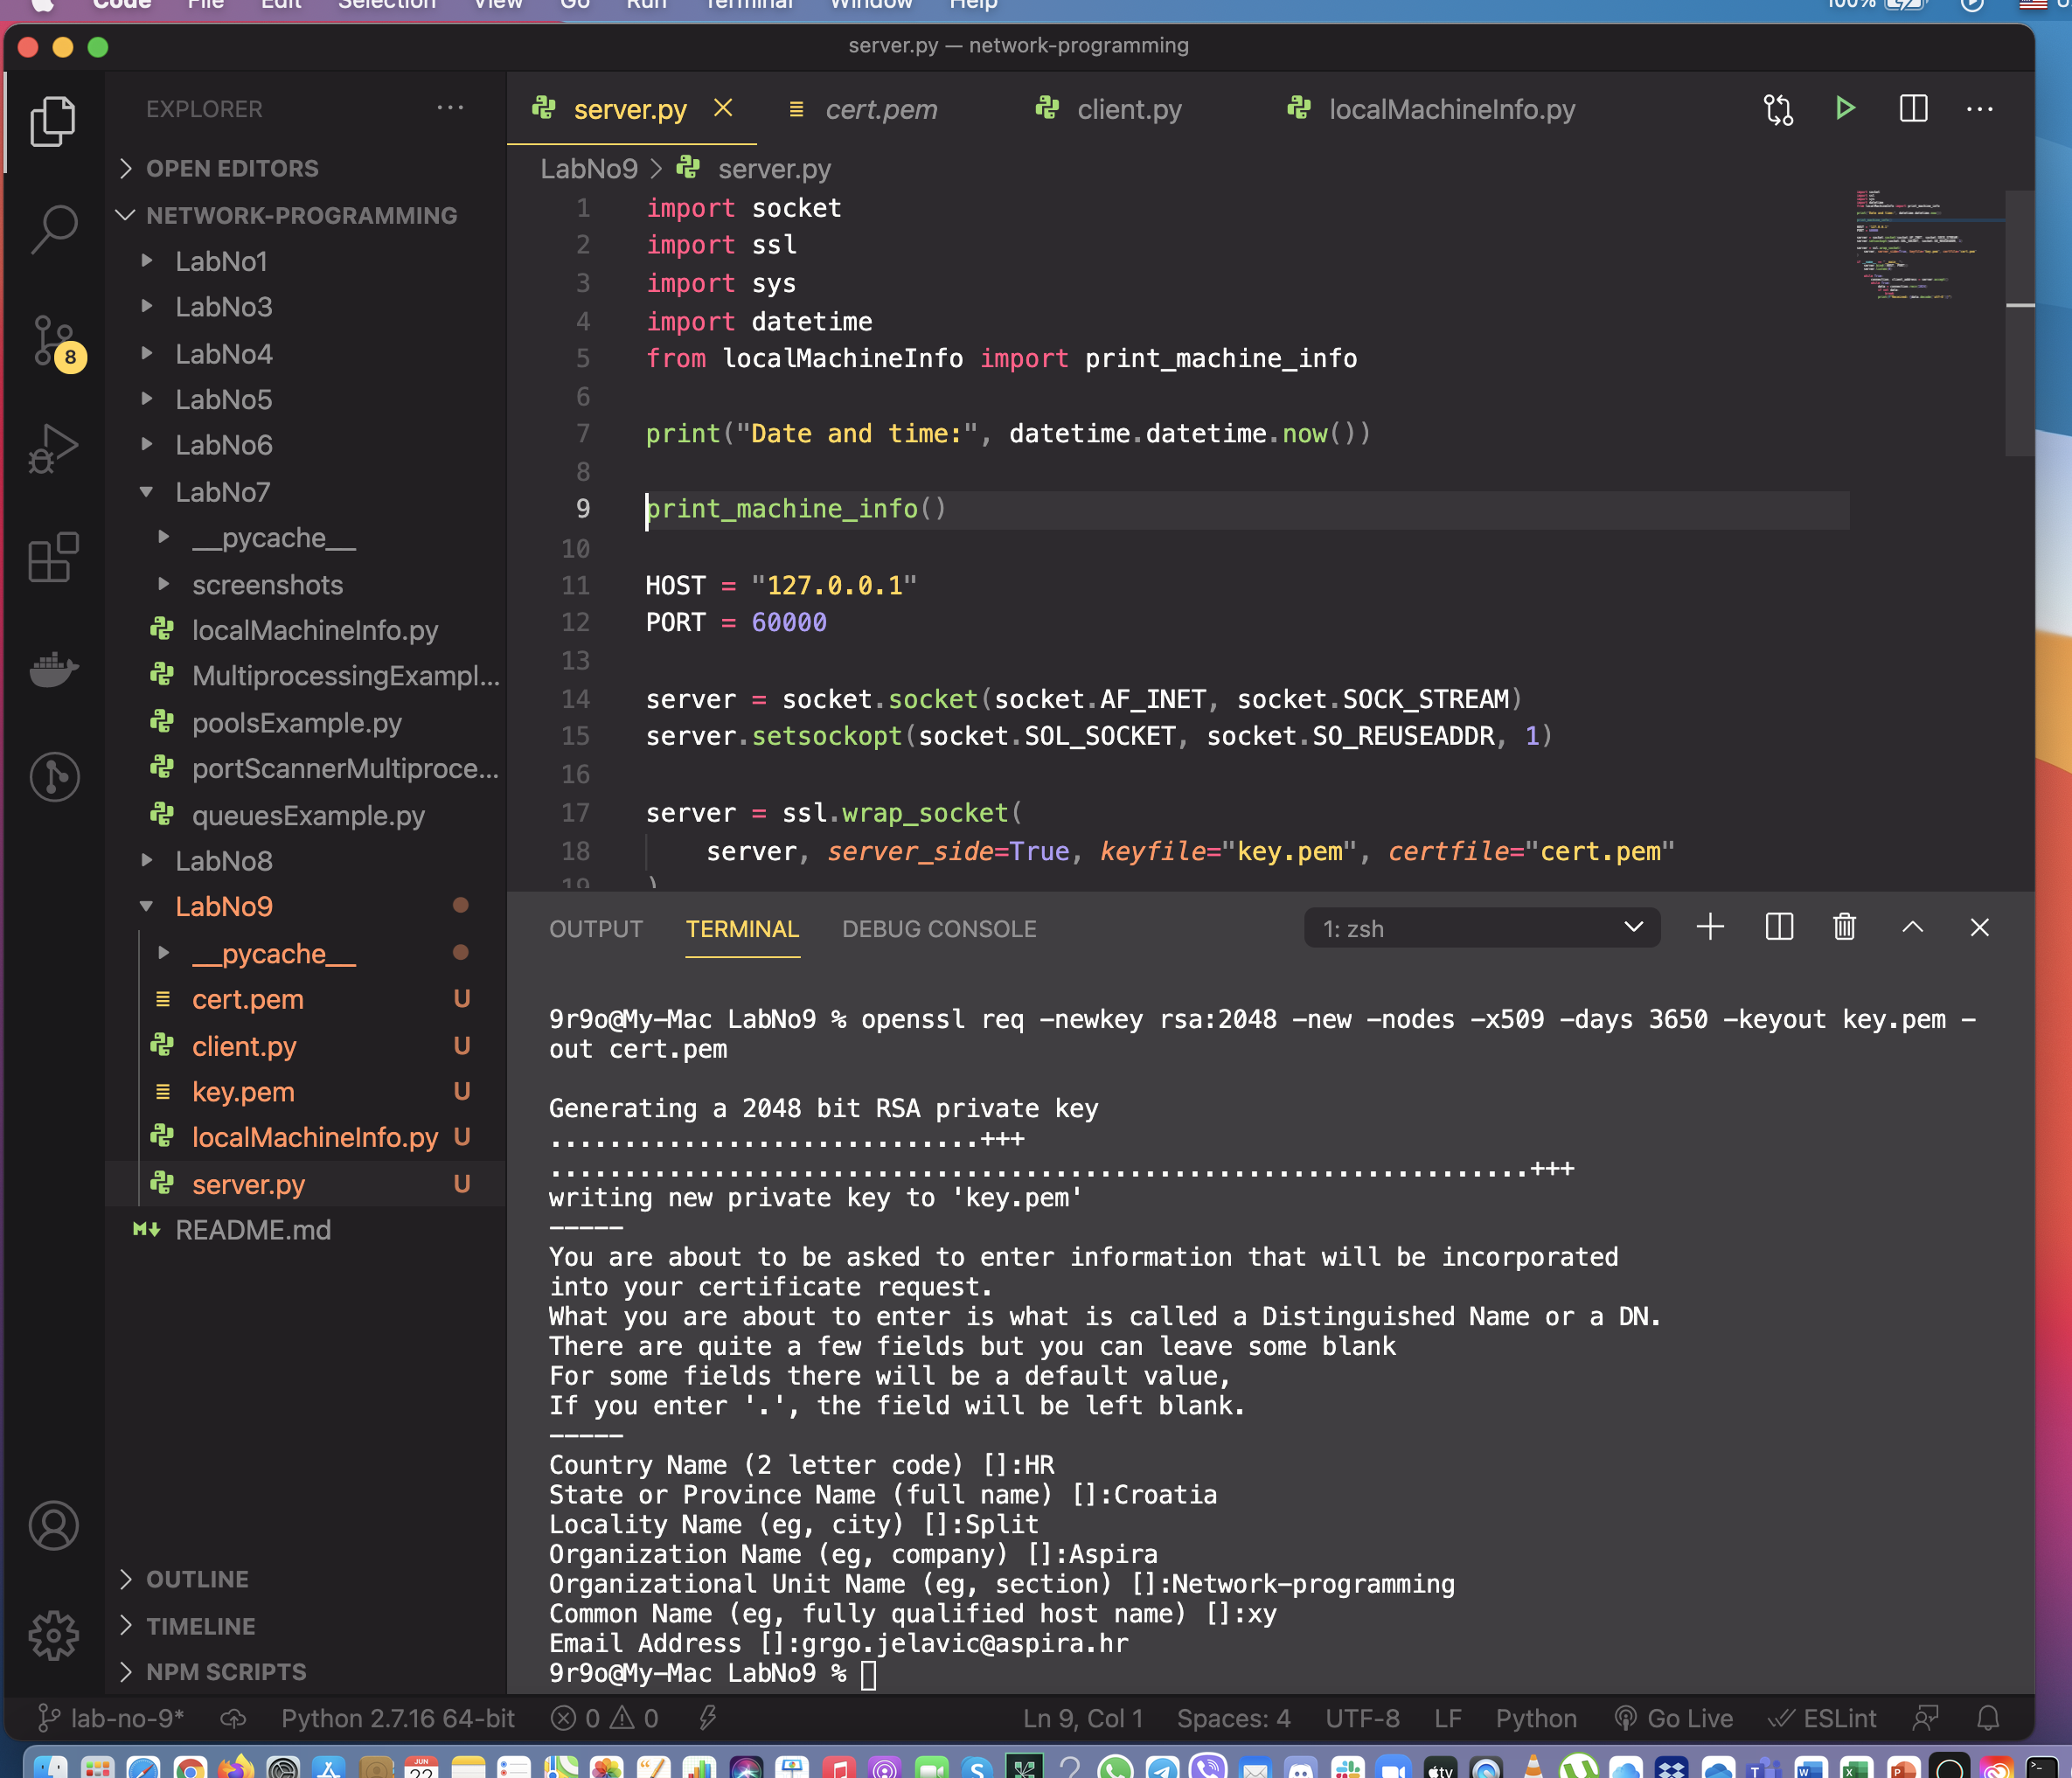 Code File Edit Selection View Go Run Terminal Window Help 100%
server.py — network-programming
EXPLORER
OPEN EDITORS
NETWORK-PROGRAMMING
LabNo1
LabNo3
LabNo4
LabNo5
LabNo6
LabNo7
__pycache__
screenshots
localMachineInfo.py
MultiprocessingExampl...
poolsExample.py
portScannerMultiproce...
queuesExample.py
LabNo8
LabNo9
__pycache__
cert.pem U
client.py U
key.pem U
localMachineInfo.py U
server.py U
README.md
OUTLINE
TIMELINE
NPM SCRIPTS
8
server.py cert.pem client.py localMachineInfo.py
LabNo9 > server.py
1 import socket
2 import ssl
3 import sys
4 import datetime
5 from localMachineInfo import print_machine_info
6
7 print("Date and time:", datetime.datetime.now())
8
9 print_machine_info()
10
11 HOST = "127.0.0.1"
12 PORT = 60000
13
14 server = socket.socket(socket.AF_INET, socket.SOCK_STREAM)
15 server.setsockopt(socket.SOL_SOCKET, socket.SO_REUSEADDR, 1)
16
17 server = ssl.wrap_socket(
18 server, server_side=True, keyfile="key.pem", certfile="cert.pem"
19 )
OUTPUT TERMINAL DEBUG CONSOLE 1: zsh
9r9o@My-Mac LabNo9 % openssl req -newkey rsa:2048 -new -nodes -x509 -days 3650 -keyout key.pem -
out cert.pem
Generating a 2048 bit RSA private key
.............................+++
...................................................................+++
writing new private key to 'key.pem'
-----
You are about to be asked to enter information that will be incorporated
into your certificate request.
What you are about to enter is what is called a Distinguished Name or a DN.
There are quite a few fields but you can leave some blank
For some fields there will be a default value,
If you enter '.', the field will be left blank.
-----
Country Name (2 letter code) []:HR
State or Province Name (full name) []:Croatia
Locality Name (eg, city) []:Split
Organization Name (eg, company) []:Aspira
Organizational Unit Name (eg, section) []:Network-programming
Common Name (eg, fully qualified host name) []:xy
Email Address []:grgo.jelavic@aspira.hr
9r9o@My-Mac LabNo9 %
lab-no-9* Python 2.7.16 64-bit 0 0 Ln 9, Col 1 Spaces: 4 UTF-8 LF Python Go Live ESLint
JUN
22
tv